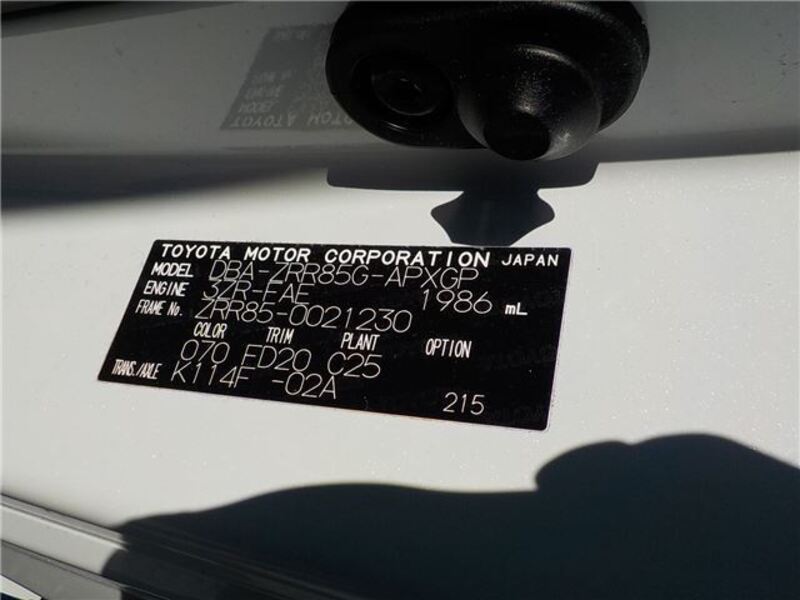 TOYOTA MOTOR CORPORATION JAPAN
MODEL DBA-ZRR85G-APXGP
ENGINE 3ZR-FAE 1986 mL
FRAME No. ZRR85-0021230
COLOR TRIM PLANT OPTION
070 FD20 C25
TRANS./AXLE K114F -02A
215